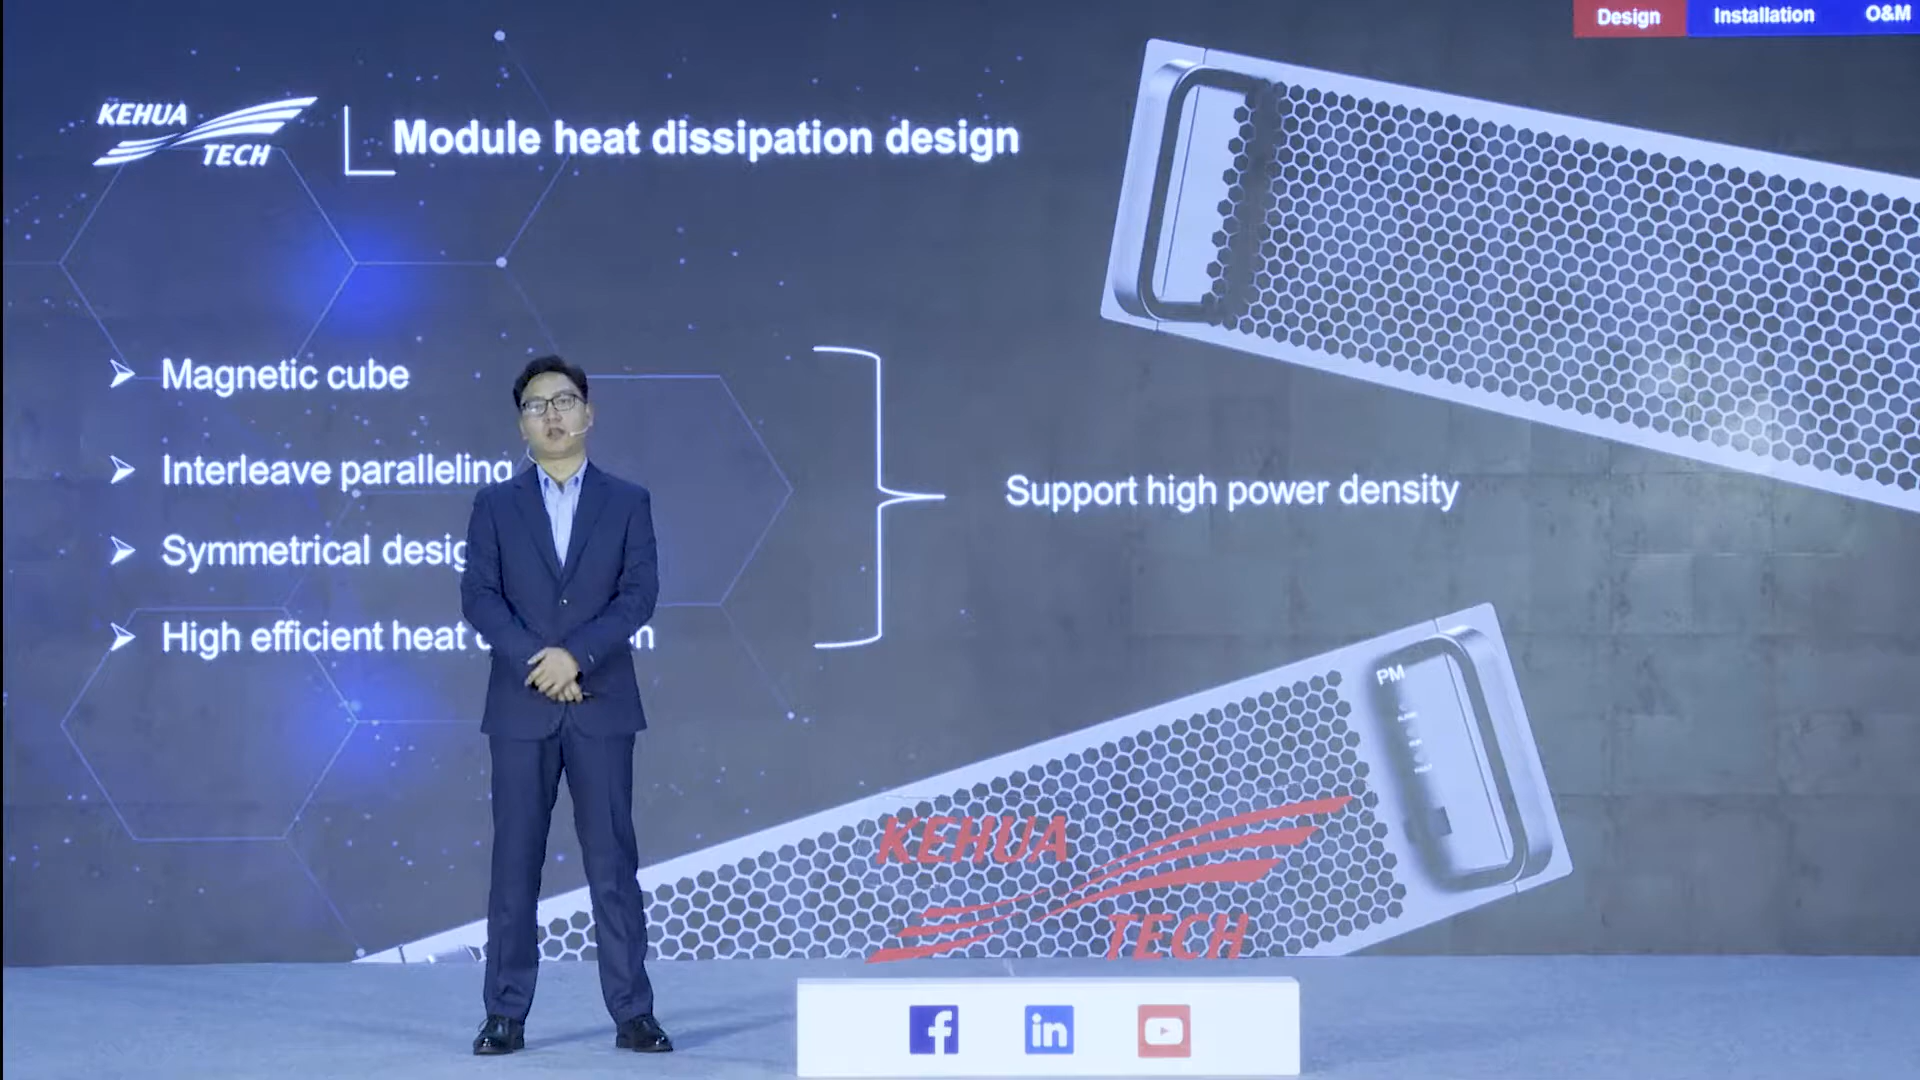 Design Installation O&M
KEHUA
TECH
Module heat dissipation design
Magnetic cube
Interleave paralleling
Symmetrical desig
High efficient heat
Support high power density
PM
KEHUA
TECH
f
in